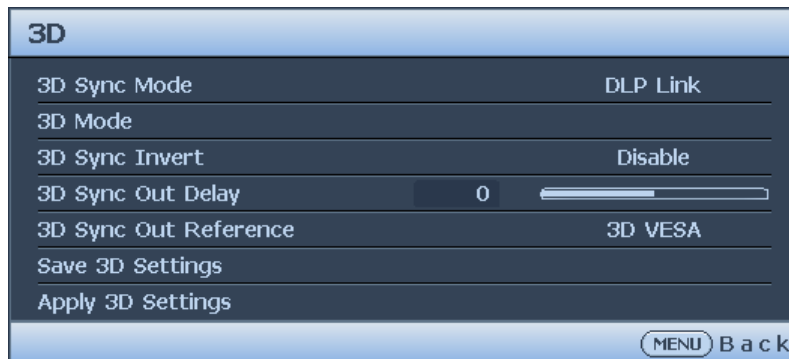 3D
3D Sync Mode DLP Link
3D Mode
3D Sync Invert Disable
3D Sync Out Delay 0
3D Sync Out Reference 3D VESA
Save 3D Settings
Apply 3D Settings
MENU Back